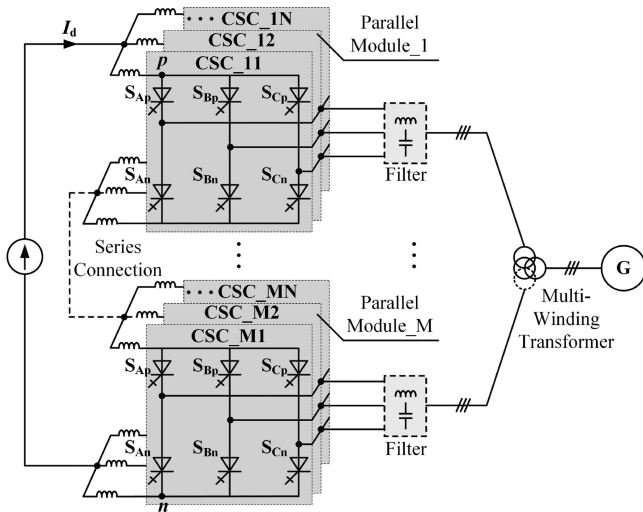 CSC_1N
CSC_12
CSC_11
Parallel
Module_1
I_d
p
S_Ap
S_Bp
S_Cp
S_An
S_Bn
S_Cn
Filter
Series
Connection
G
Multi-
Winding
Transformer
CSC_MN
CSC_M2
CSC_M1
Parallel
Module_M
S_Ap
S_Bp
S_Cp
S_An
S_Bn
S_Cn
Filter
n